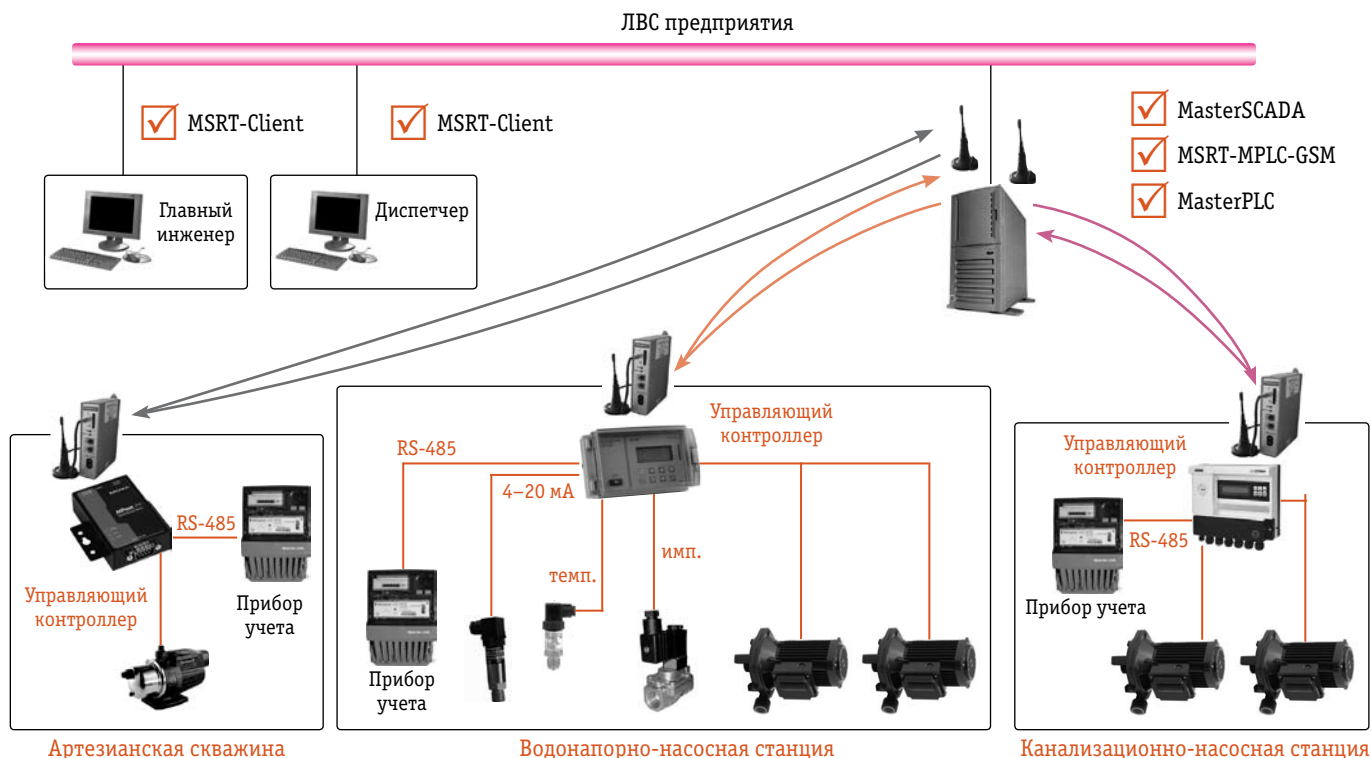 ЛВС предприятия
MSRT-Client
MSRT-Client
MasterSCADA
MSRT-MPLC-GSM
MasterPLC
Главный
инженер
Диспетчер
Управляющий
контроллер
RS-485
4–20 мА
темп.
имп.
Прибор
учета
Водонапорно-насосная станция
RS-485
Управляющий
контроллер
Прибор
учета
Артезианская скважина
Управляющий
контроллер
RS-485
Прибор учета
Канализационно-насосная станция